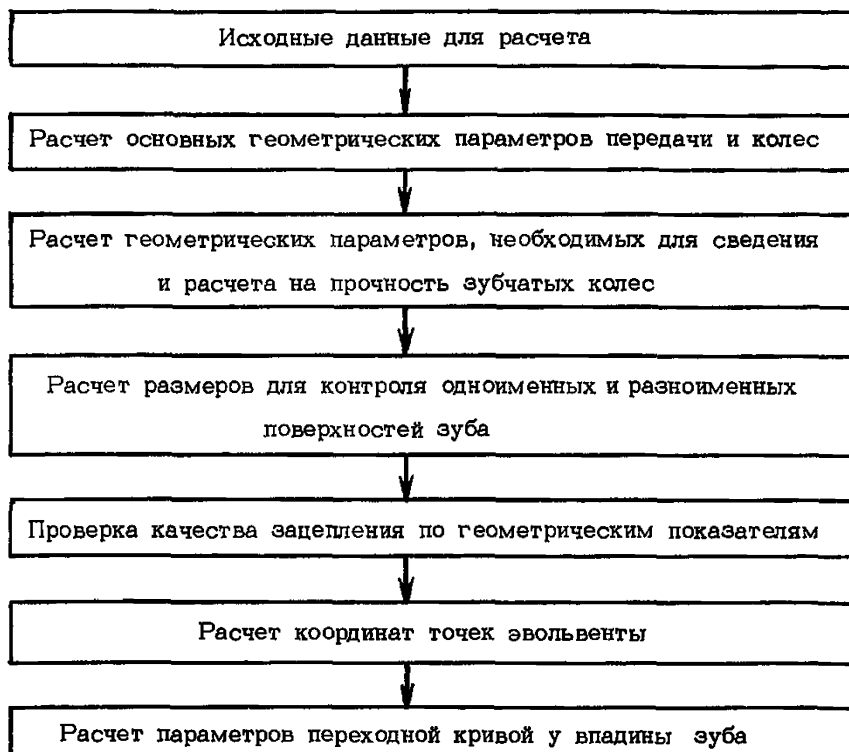 Исходные данные для расчета
Расчет основных геометрических параметров передачи и колес
Расчет геометрических параметров, необходимых для сведения
и расчета на прочность зубчатых колес
Расчет размеров для контроля одноименных и разноименных
поверхностей зуба
Проверка качества зацепления по геометрическим показателям
Расчет координат точек эвольвенты
Расчет параметров переходной кривой у впадины зуба